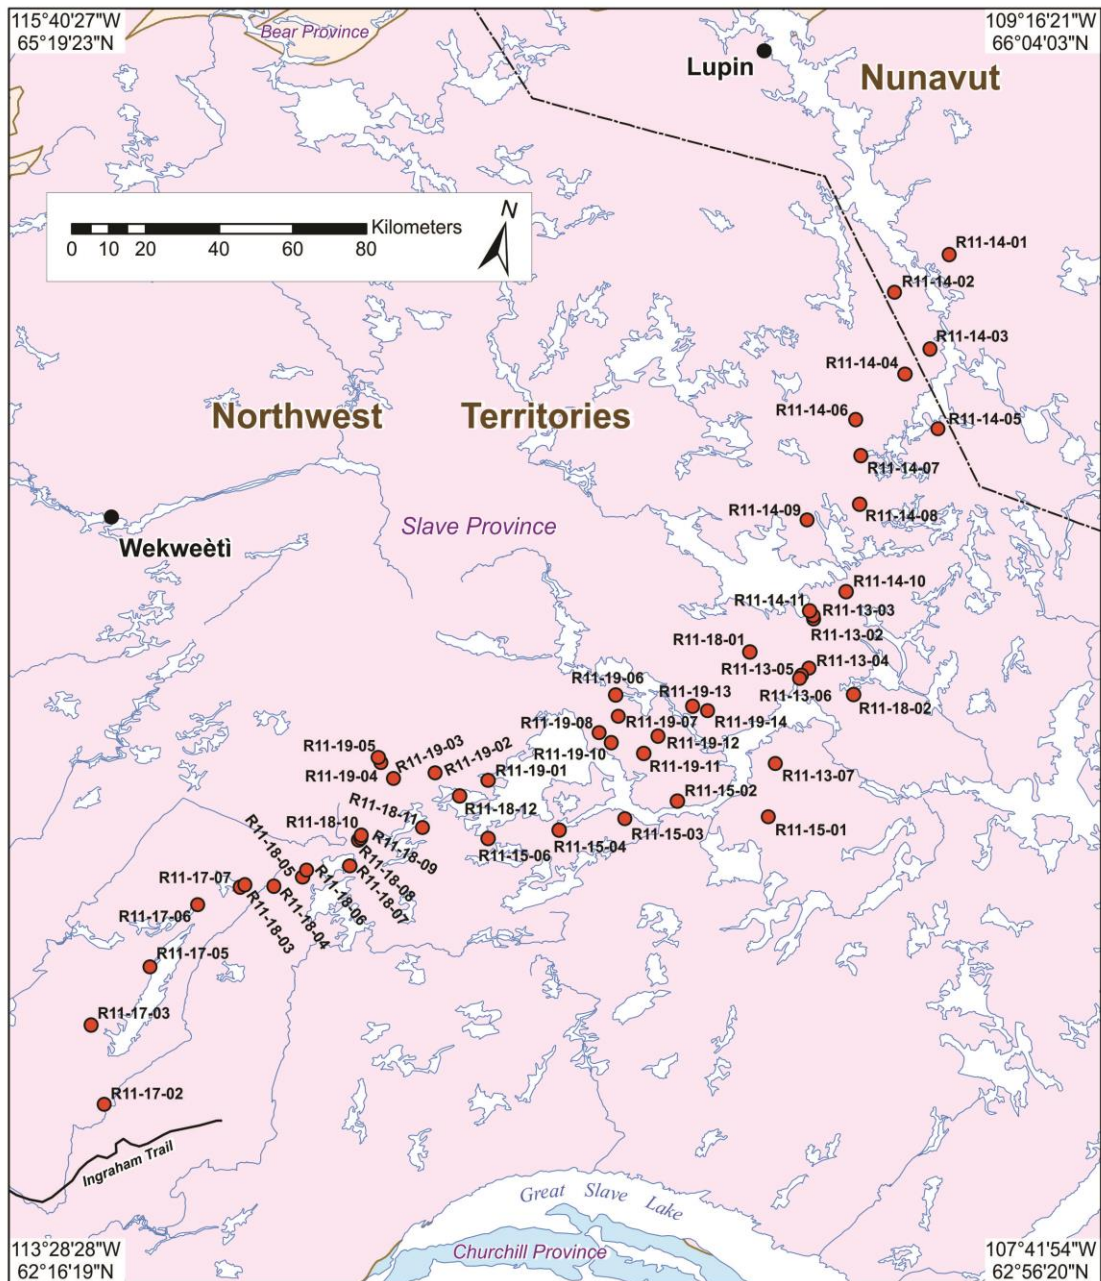 115°40'27"W
65°19'23"N
Bear Province
109°16'21"W
66°04'03"N
Lupin
Nunavut
N
Kilometers
0 10 20 40 60 80
R11-14-01
R11-14-02
R11-14-03
R11-14-04
R11-14-06
R11-14-05
Northwest Territories
R11-14-07
R11-14-09
R11-14-08
Slave Province
Wekweètì
R11-14-10
R11-14-11
R11-13-03
R11-13-02
R11-18-01
R11-13-04
R11-13-05
R11-13-06
R11-19-06
R11-19-13
R11-18-02
R11-19-14
R11-19-08
R11-19-07
R11-19-12
R11-19-10
R11-19-11
R11-19-05
R11-19-03
R11-19-02
R11-19-04
R11-19-01
R11-13-07
R11-18-12
R11-15-02
R11-18-11
R11-18-10
R11-15-01
R11-15-03
R11-15-04
R11-15-06
R11-18-09
R11-18-08
R11-18-07
R11-18-05
R11-18-06
R11-17-07
R11-18-04
R11-18-03
R11-17-06
R11-17-05
R11-17-03
R11-17-02
Ingraham Trail
Great Slave Lake
Churchill Province
113°28'28"W
62°16'19"N
107°41'54"W
62°56'20"N